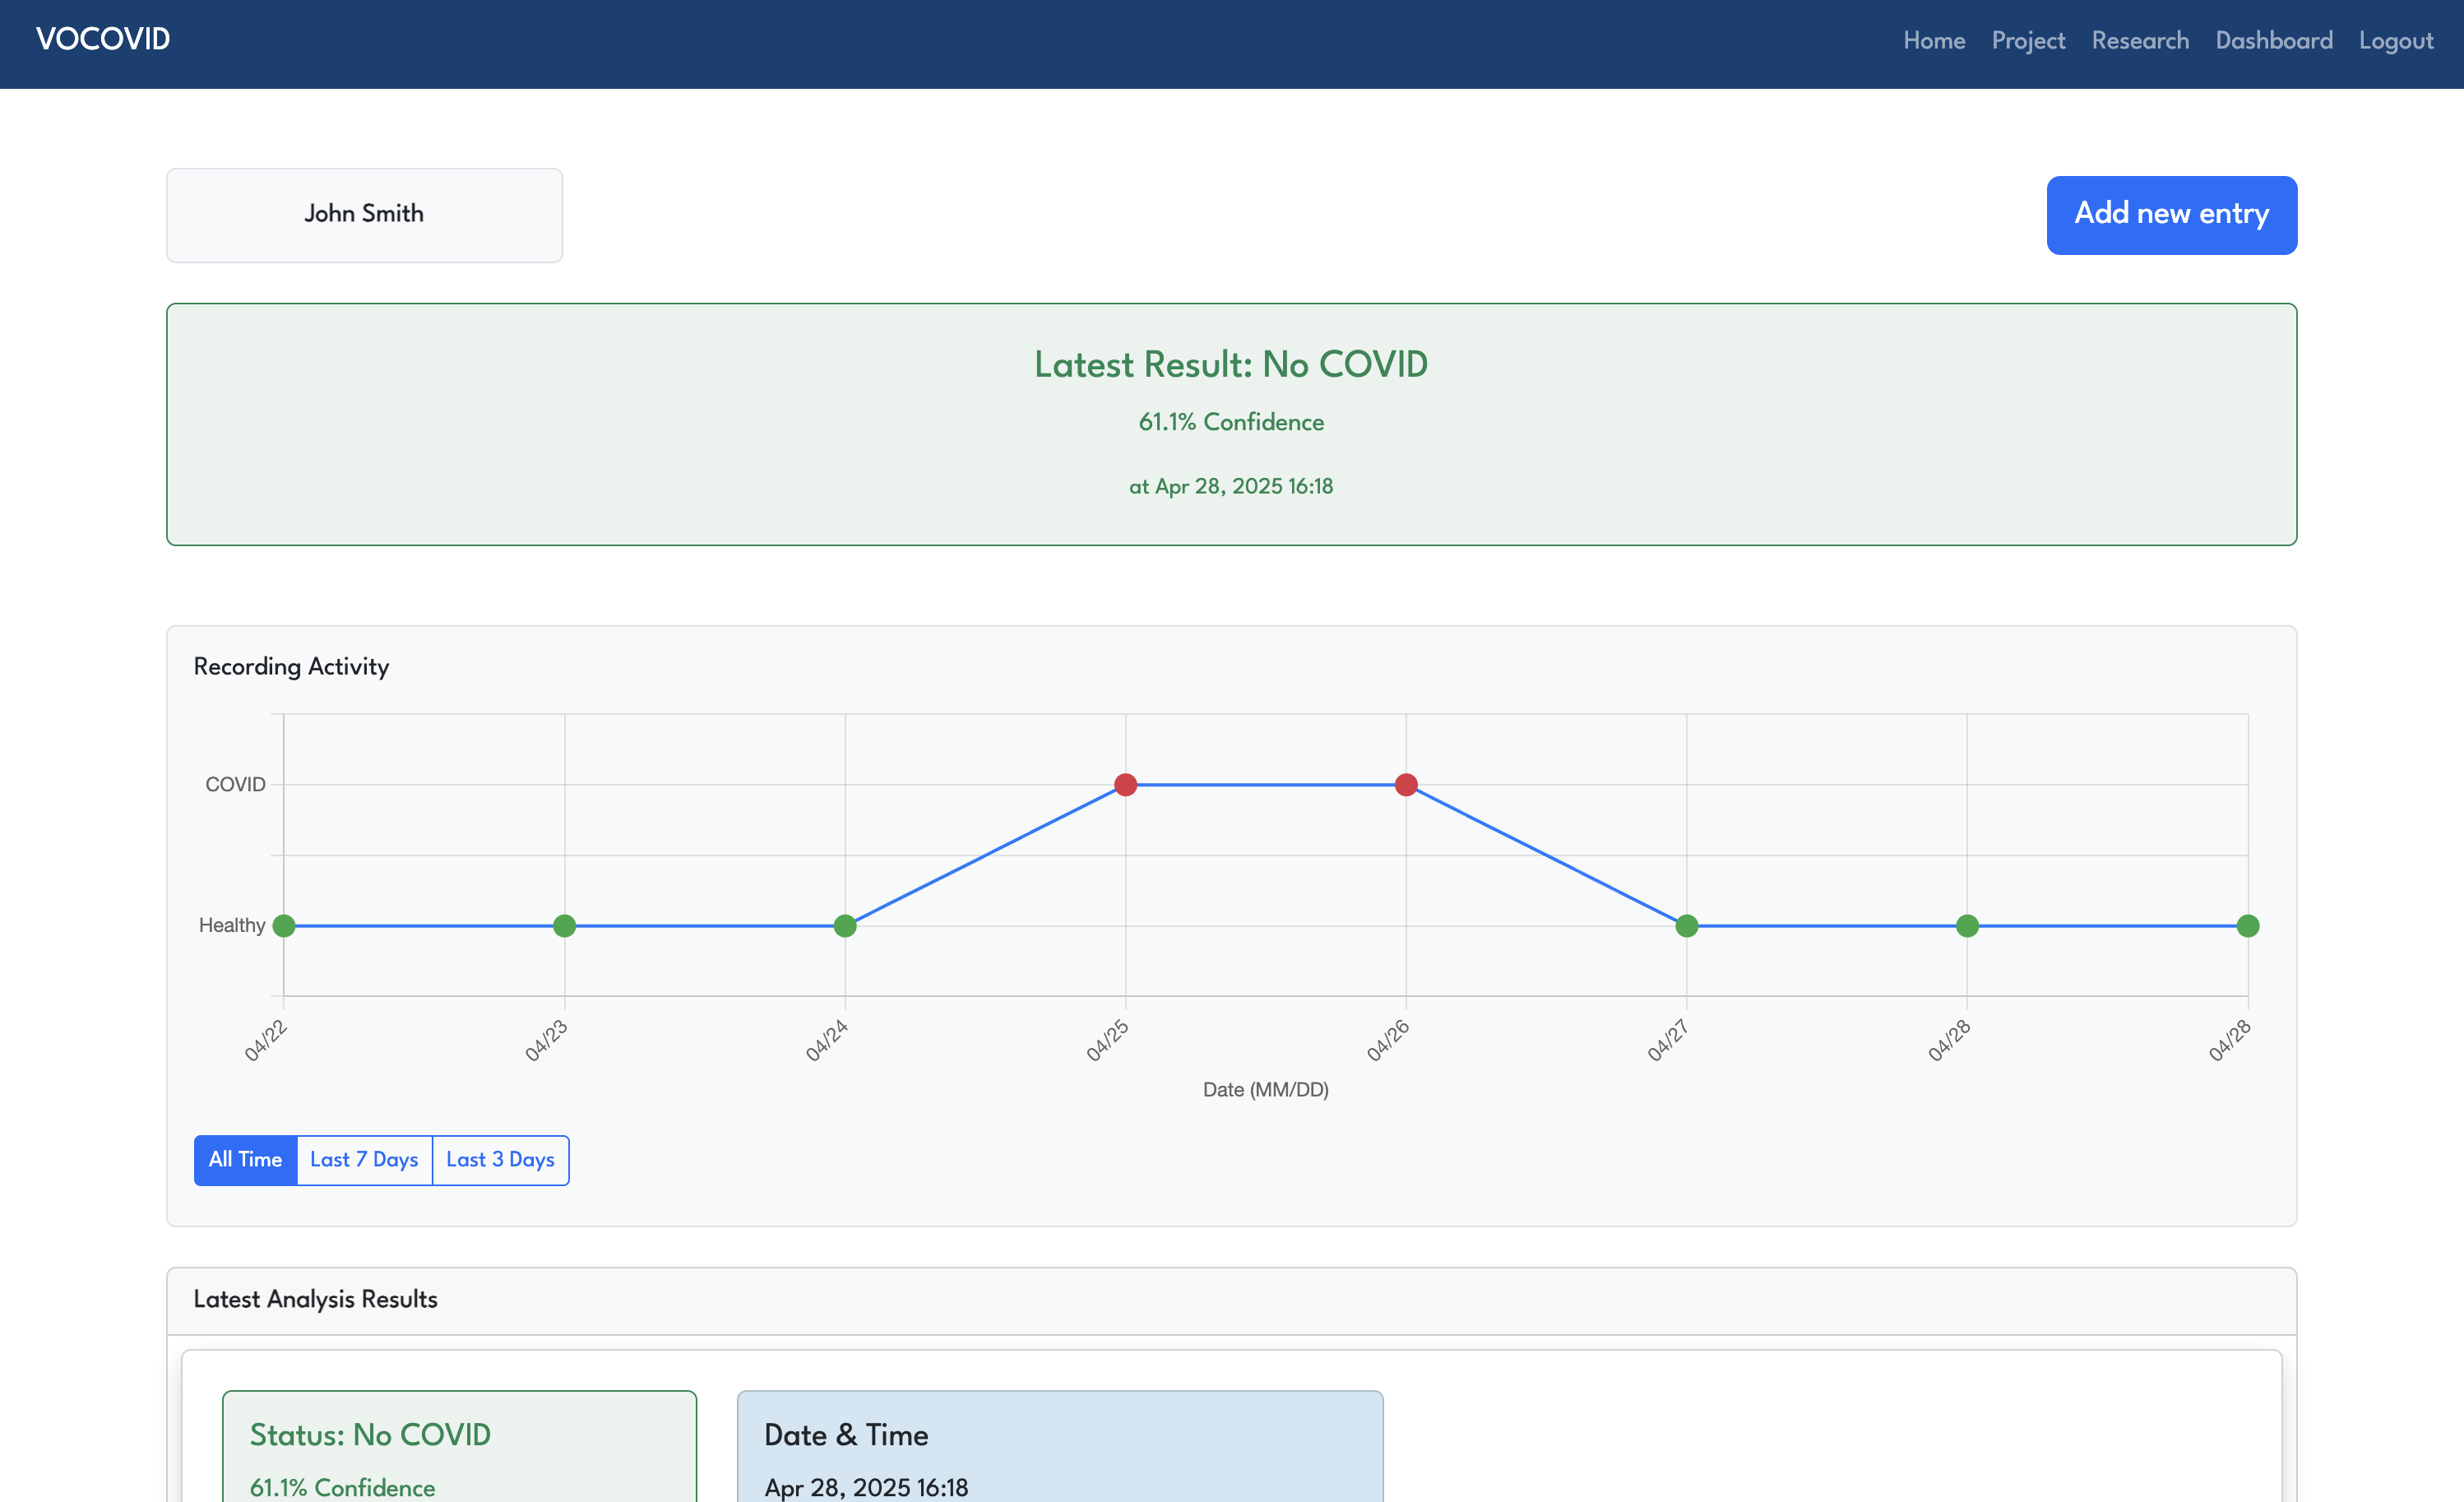 VOCOVID
Home Project Research Dashboard Logout
John Smith
Add new entry
Latest Result: No COVID
61.1% Confidence
at Apr 28, 2025 16:18
Recording Activity
COVID
Healthy
04/22 04/23 04/24 04/25 04/26 04/27 04/28 04/28
Date (MM/DD)
All Time Last 7 Days Last 3 Days
Latest Analysis Results
Status: No COVID
61.1% Confidence
Date & Time
Apr 28, 2025 16:18